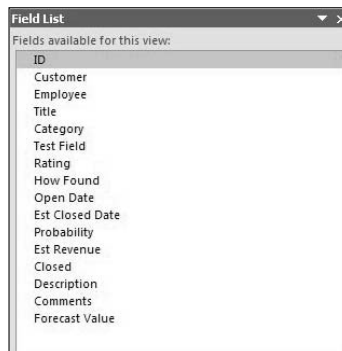 Field List
Fields available for this view:
ID
Customer
Employee
Title
Category
Test Field
Rating
How Found
Open Date
Est Closed Date
Probability
Est Revenue
Closed
Description
Comments
Forecast Value